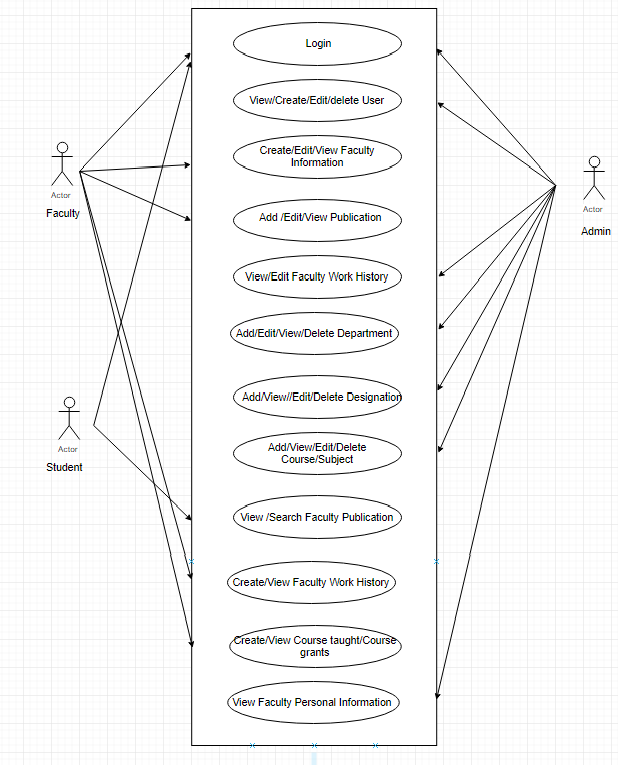 Login
View/Create/Edit/delete User
Create/Edit/View Faculty
Information
Actor
Faculty
Add /Edit/View Publication
Actor
Admin
View/Edit Faculty Work History
Add/Edit/View/Delete Department
Add/View//Edit/Delete Designation
Actor
Student
Add/View/Edit/Delete
Course/Subject
View /Search Faculty Publication
Create/View Faculty Work History
Create/View Course taught/Course
grants
View Faculty Personal Information